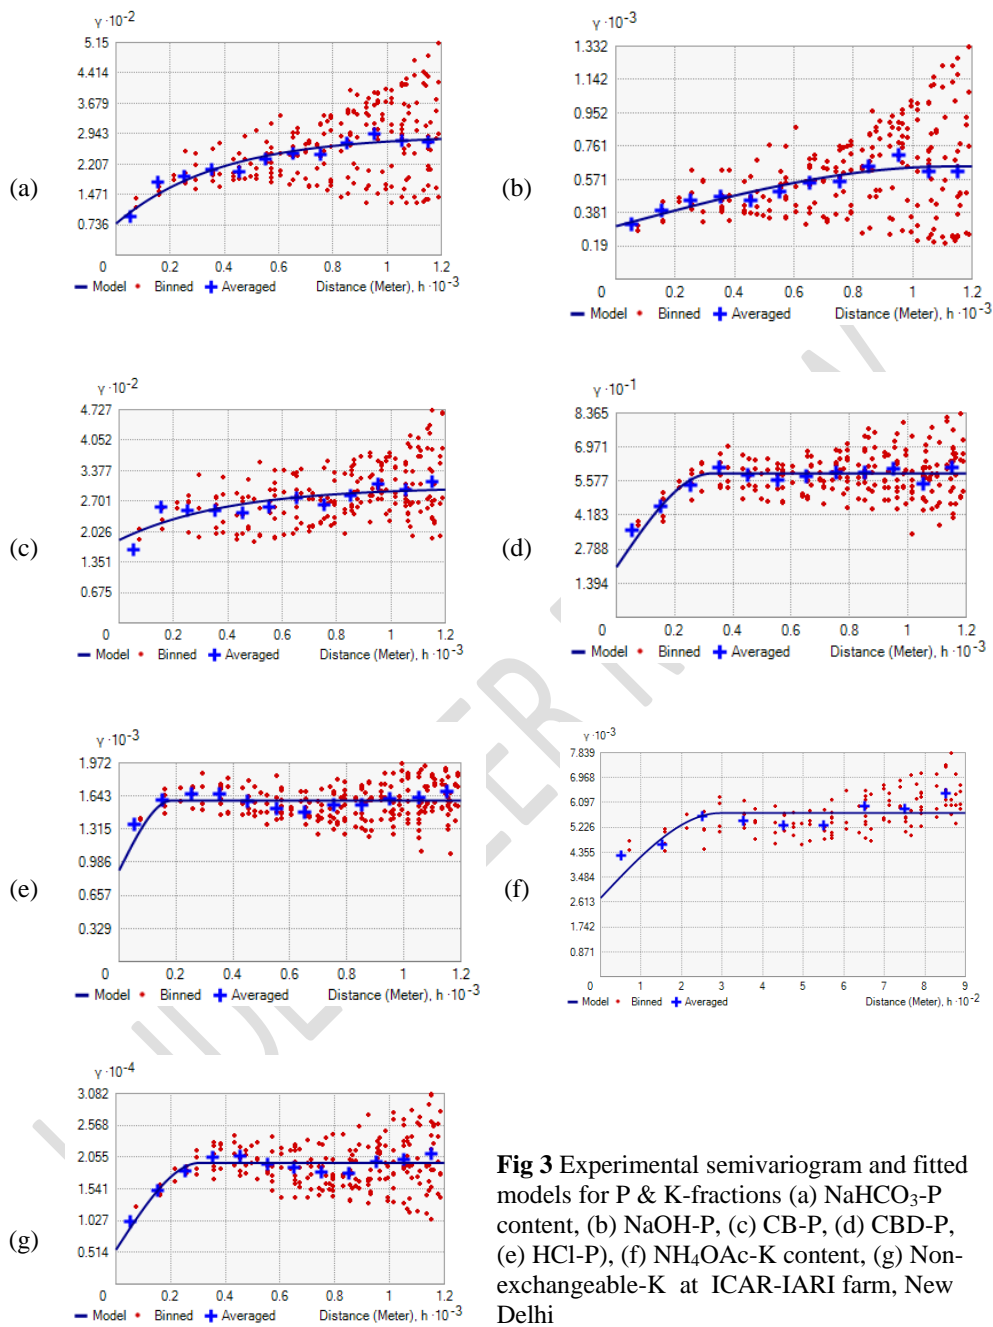 γ ·10⁻²
5.15
4.414
3.679
2.943
2.207
1.471
0.736
0 0.2 0.4 0.6 0.8 1 1.2
Model Binned Averaged Distance (Meter), h ·10⁻³
(a)
γ ·10⁻³
1.332
1.142
0.952
0.761
0.571
0.381
0.19
0 0.2 0.4 0.6 0.8 1 1.2
Model Binned Averaged Distance (Meter), h ·10⁻³
(b)
γ ·10⁻²
4.727
4.052
3.377
2.701
2.026
1.351
0.675
0 0.2 0.4 0.6 0.8 1 1.2
Model Binned Averaged Distance (Meter), h ·10⁻³
(c)
γ ·10⁻¹
8.365
6.971
5.577
4.183
2.788
1.394
0 0.2 0.4 0.6 0.8 1 1.2
Model Binned Averaged Distance (Meter), h ·10⁻³
(d)
γ ·10⁻³
1.972
1.643
1.315
0.986
0.657
0.329
0 0.2 0.4 0.6 0.8 1 1.2
Model Binned Averaged Distance (Meter), h ·10⁻³
(e)
γ ·10⁻³
7.839
6.968
6.097
5.226
4.355
3.484
2.613
1.742
0.871
0 1 2 3 4 5 6 7 8 9
Model Binned Averaged Distance (Meter), h ·10⁻²
(f)
γ ·10⁻⁴
3.082
2.568
2.055
1.541
1.027
0.514
0 0.2 0.4 0.6 0.8 1 1.2
Model Binned Averaged Distance (Meter), h ·10⁻³
(g)
Fig 3 Experimental semivariogram and fitted
models for P & K-fractions (a) NaHCO₃-P
content, (b) NaOH-P, (c) CB-P, (d) CBD-P,
(e) HCl-P), (f) NH₄OAc-K content, (g) Non-
exchangeable-K at ICAR-IARI farm, New
Delhi